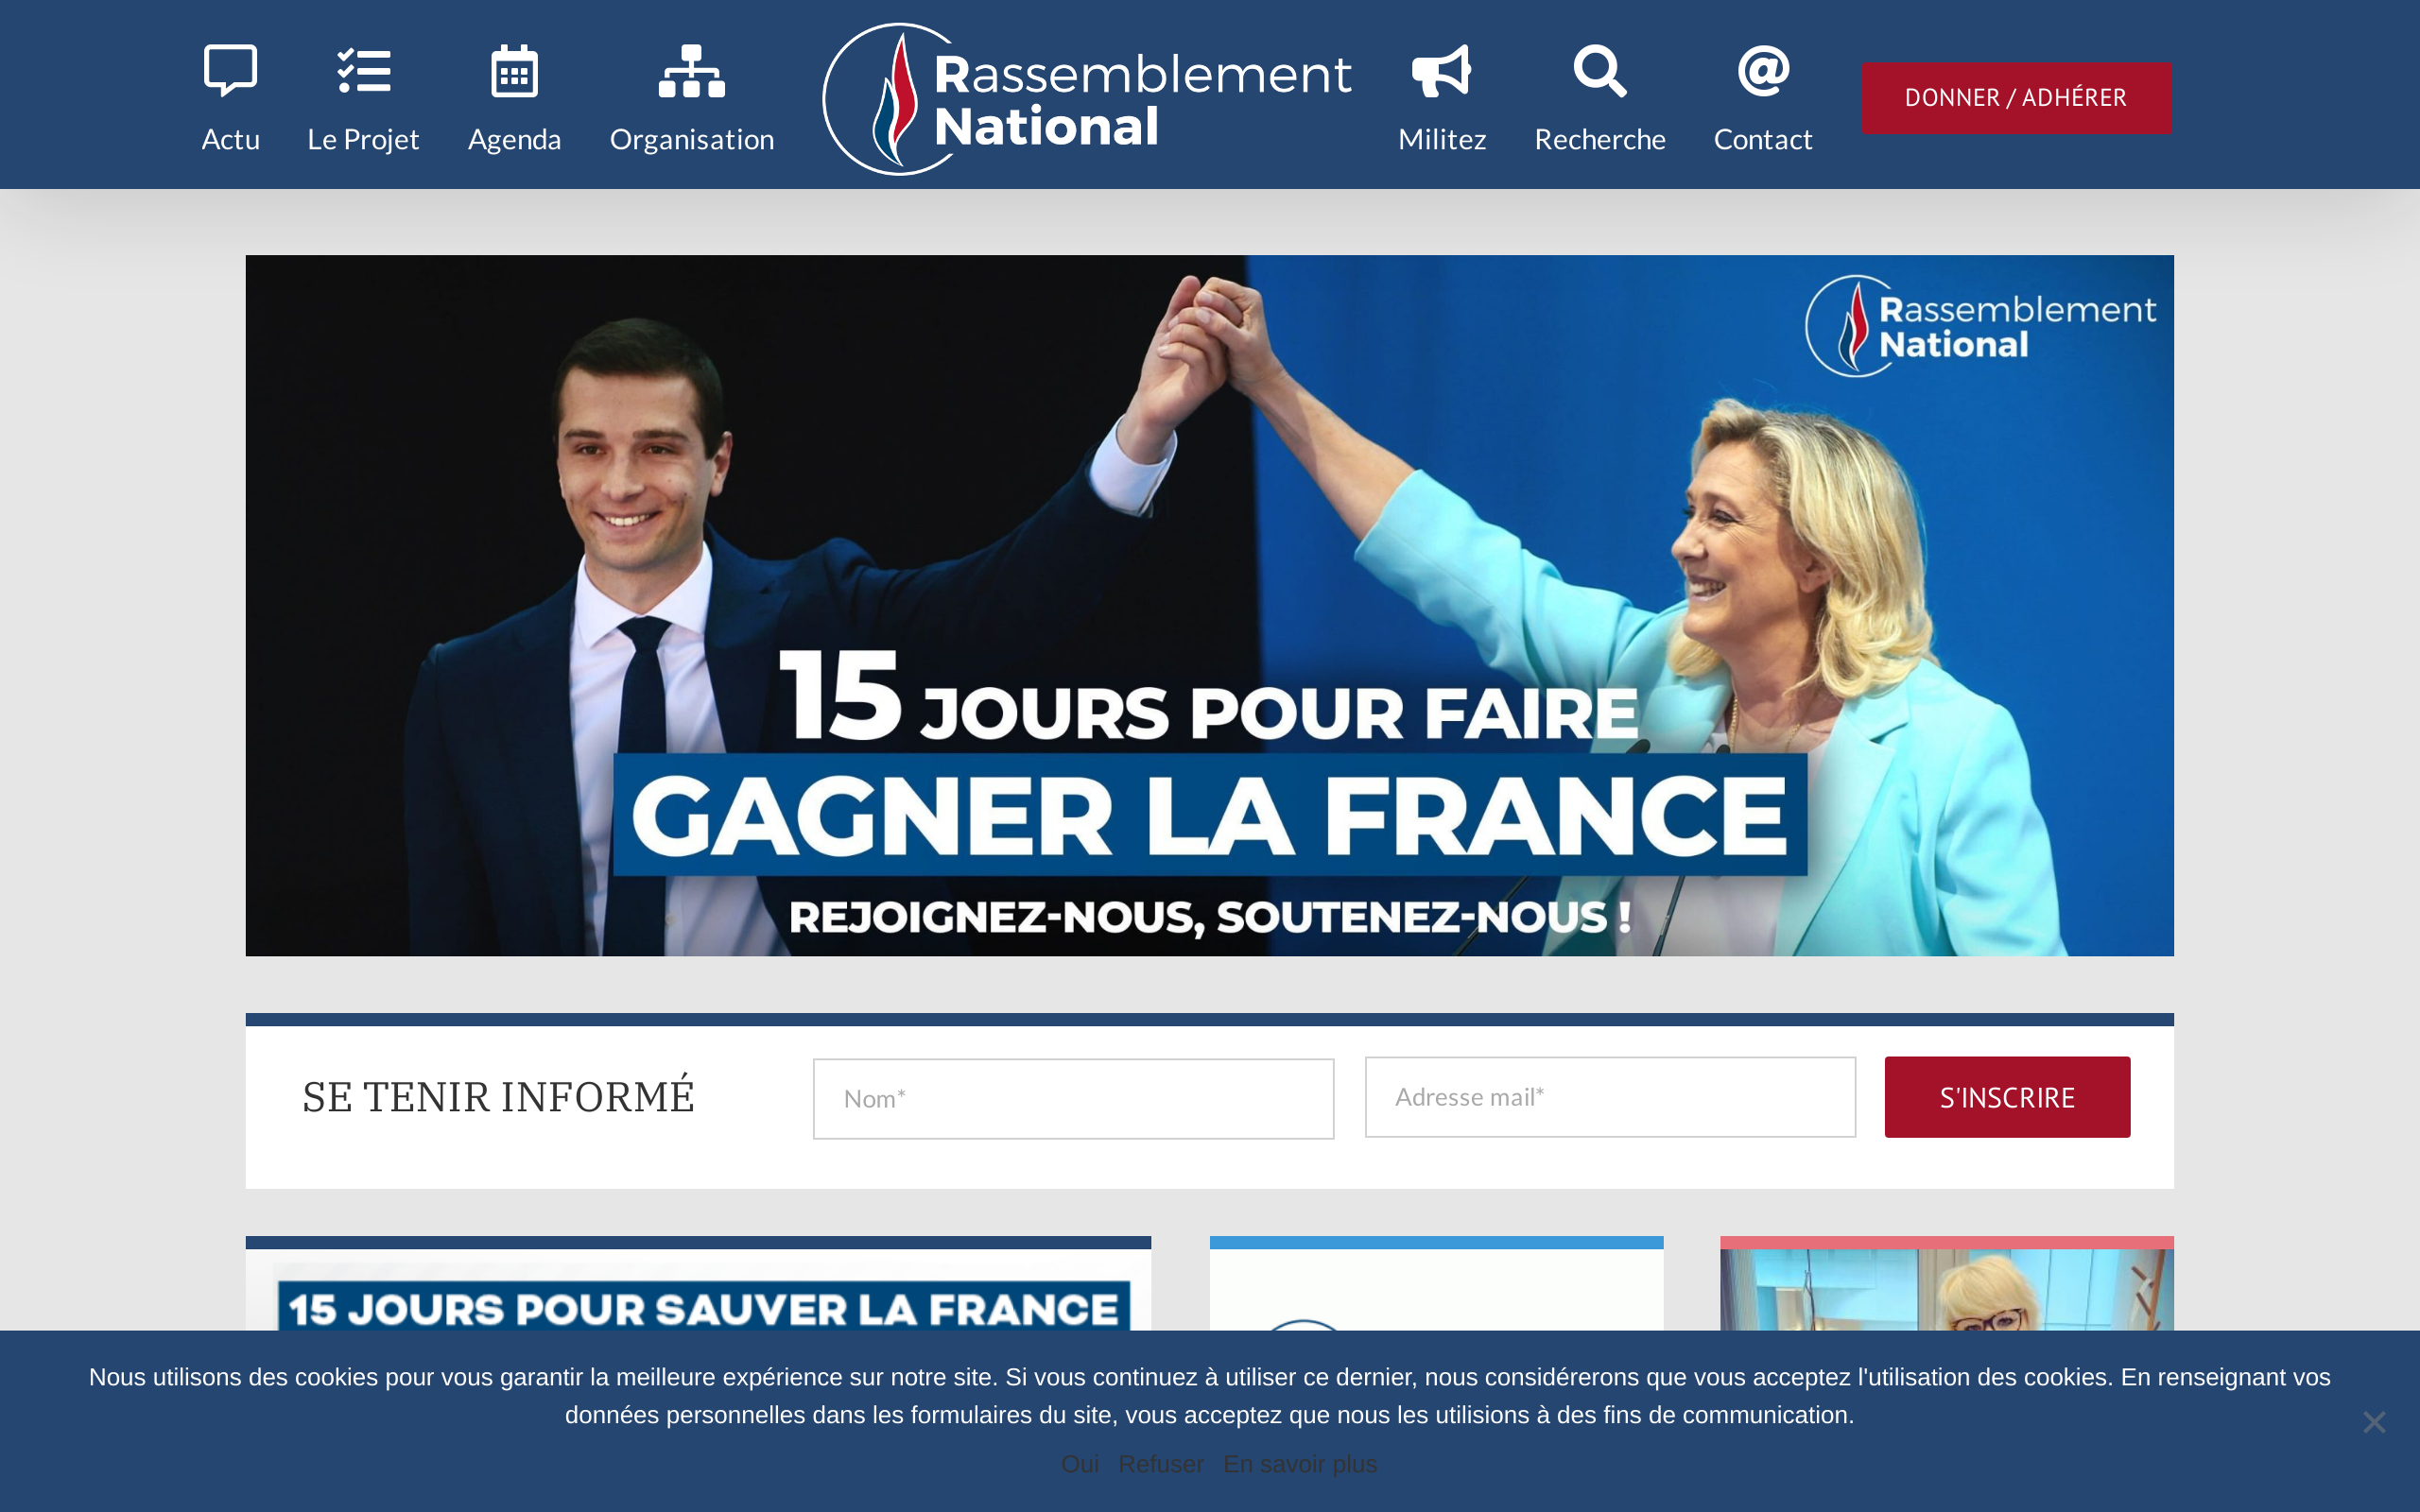 Actu
Le Projet
Agenda
Organisation
Rassemblement
National
Militez
Recherche
Contact
DONNER / ADHÉRER
Rassemblement
National
15 JOURS POUR FAIRE
GAGNER LA FRANCE
REJOIGNEZ-NOUS, SOUTENEZ-NOUS !
SE TENIR INFORMÉ
Nom*
Adresse mail*
S'INSCRIRE
15 JOURS POUR SAUVER LA FRANCE
Nous utilisons des cookies pour vous garantir la meilleure expérience sur notre site. Si vous continuez à utiliser ce dernier, nous considérerons que vous acceptez l'utilisation des cookies. En renseignant vos
données personnelles dans les formulaires du site, vous acceptez que nous les utilisions à des fins de communication.
Oui Refuser En savoir plus